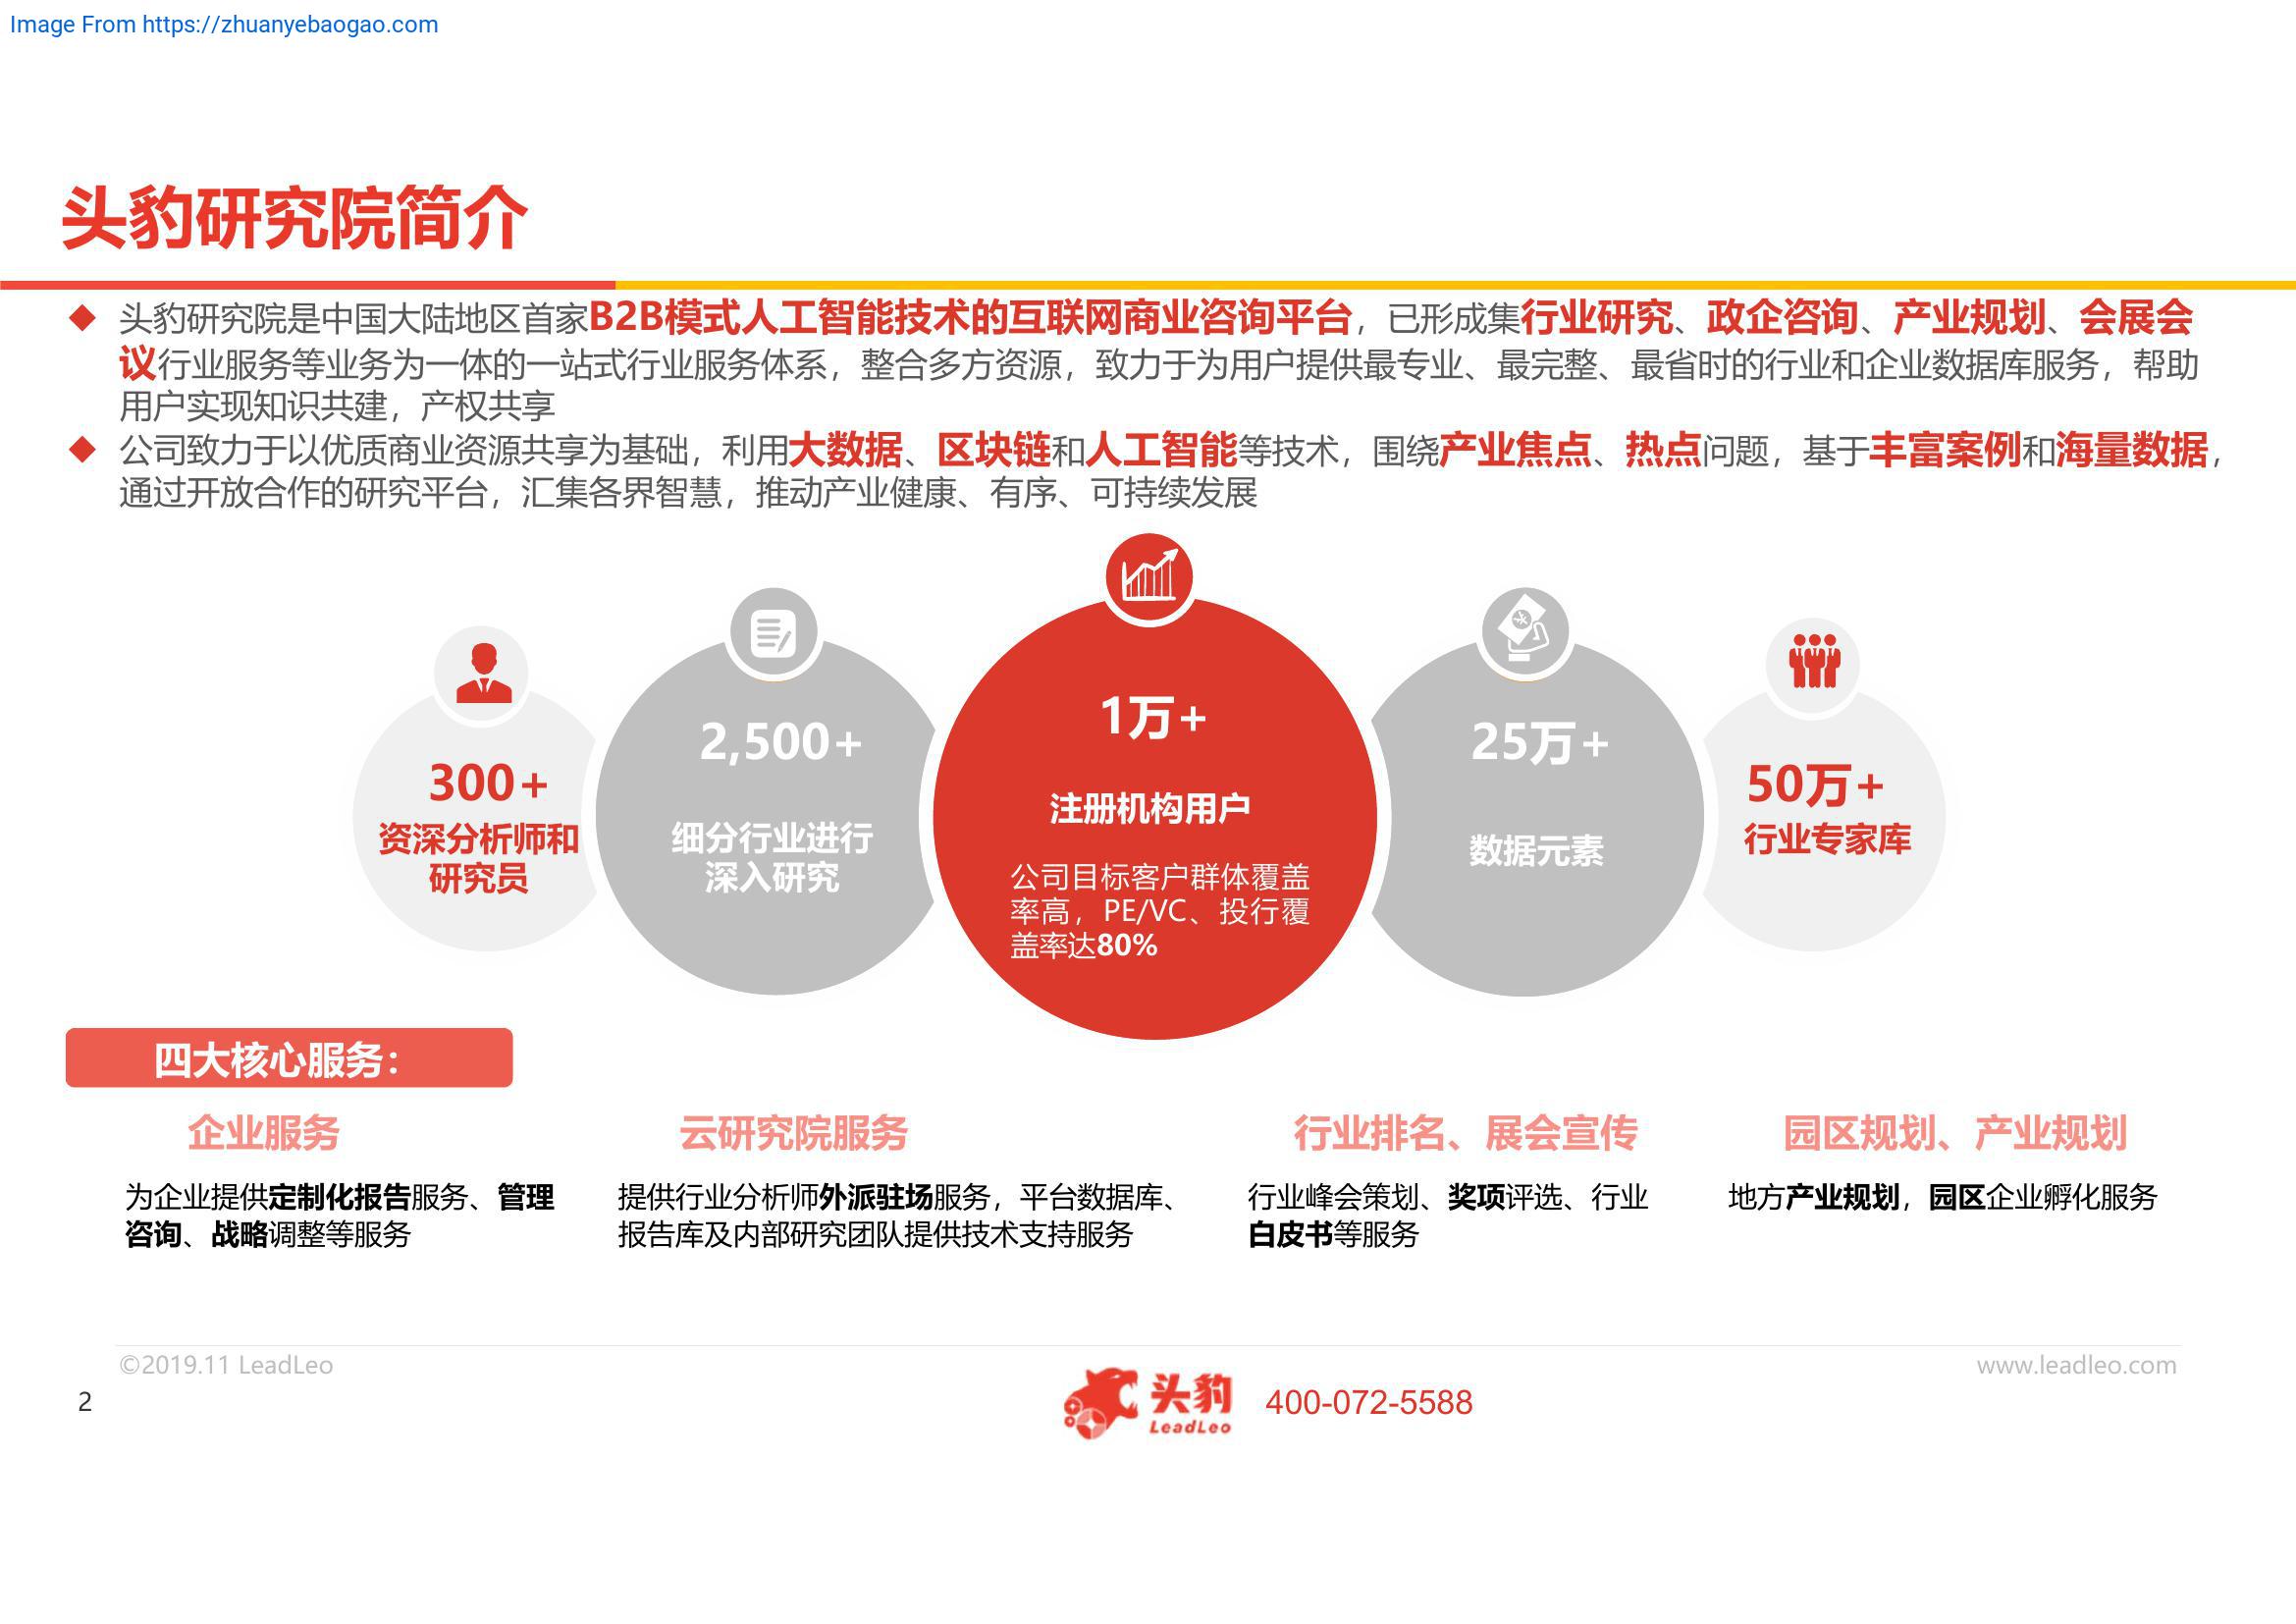 Image From https://zhuanyebaogao.com
头豹研究院简介
头豹研究院是中国大陆地区首家B2B模式人工智能技术的互联网商业咨询平台，已形成集行业研究、政企咨询、产业规划、会展会
议行业服务等业务为一体的一站式行业服务体系，整合多方资源，致力于为用户提供最专业、最完整、最省时的行业和企业数据库服务，帮助
用户实现知识共建，产权共享
公司致力于以优质商业资源共享为基础，利用大数据、区块链和人工智能等技术，围绕产业焦点、热点问题，基于丰富案例和海量数据，
通过开放合作的研究平台，汇集各界智慧，推动产业健康、有序、可持续发展
300+
资深分析师和
研究员
2,500+
细分行业进行
深入研究
1万+
注册机构用户
公司目标客户群体覆盖
率高，PE/VC、投行覆
盖率达80%
25万+
数据元素
50万+
行业专家库
四大核心服务：
企业服务
为企业提供定制化报告服务、管理
咨询、战略调整等服务
云研究院服务
提供行业分析师外派驻场服务，平台数据库、
报告库及内部研究团队提供技术支持服务
行业排名、展会宣传
行业峰会策划、奖项评选、行业
白皮书等服务
园区规划、产业规划
地方产业规划，园区企业孵化服务
©2019.11 LeadLeo
www.leadleo.com
2
头豹
LeadLeo
400-072-5588